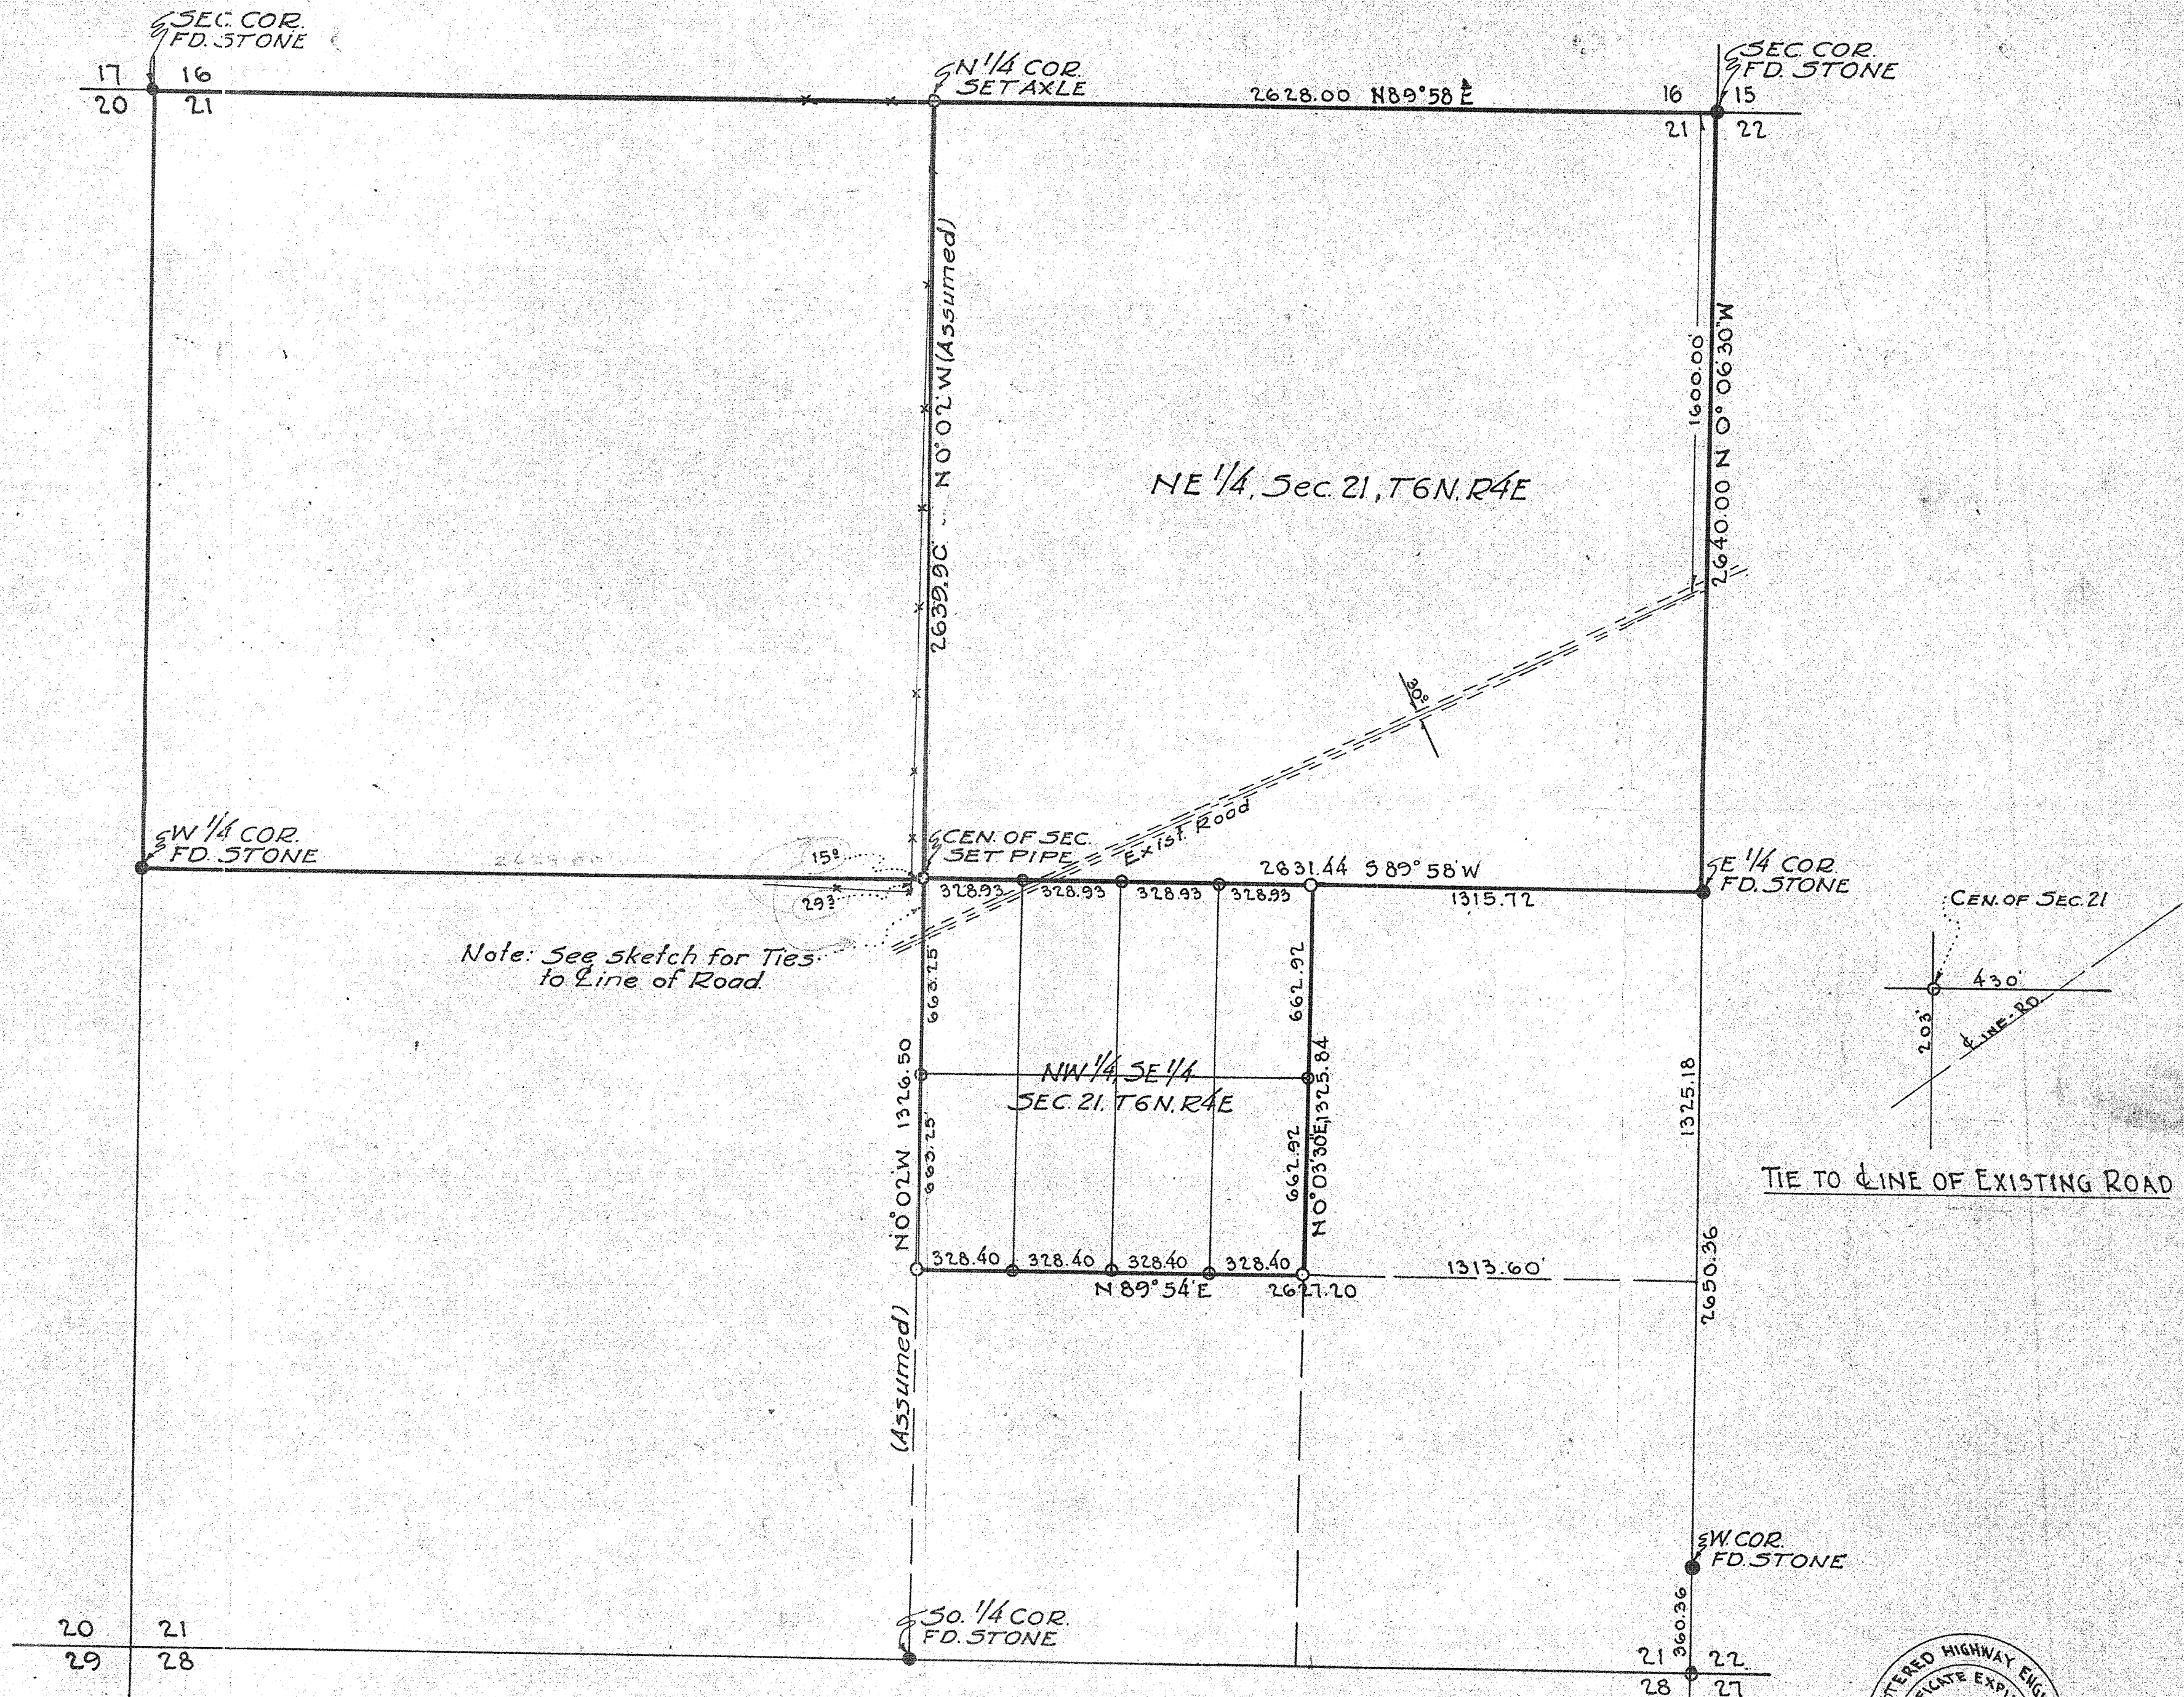 SEC. COR.
FD. STONE
17 16
20 21
N 1/4 COR.
SET AXLE
2628.00 N89°58'E
SEC. COR.
FD. STONE
16 15
21 22
N0°02'W (Assumed)
1600.00'
2640.00 N 0° 06'30"W
NE 1/4, Sec. 21, T6N, R4E
30°
Exist. Road
W 1/4 COR.
FD. STONE
15°
CEN. OF SEC.
SET PIPE
2631.44 S89°58'W
E 1/4 COR
FD. STONE
328.93 328.93 328.93 328.93
1315.72
Note: See sketch for Ties
to ℄ine of Road.
CEN. OF SEC. 21
430'
203'
℄INE-RD.
TIE TO ℄INE OF EXISTING ROAD
663.25
662.92
N0°02'W 1326.50
NW 1/4, SE 1/4
SEC. 21, T6N, R4E
663.25'
662.92
N0°03'30"E, 1325.84
1325.18
328.40 328.40 328.40 328.40
1313.60'
N 89°54'E 2627.20
2650.36
(Assumed)
W. COR.
FD. STONE
360.36
20 21
29 28
SO. 1/4 COR.
FD. STONE
21 22
28 27
HIGHWAY